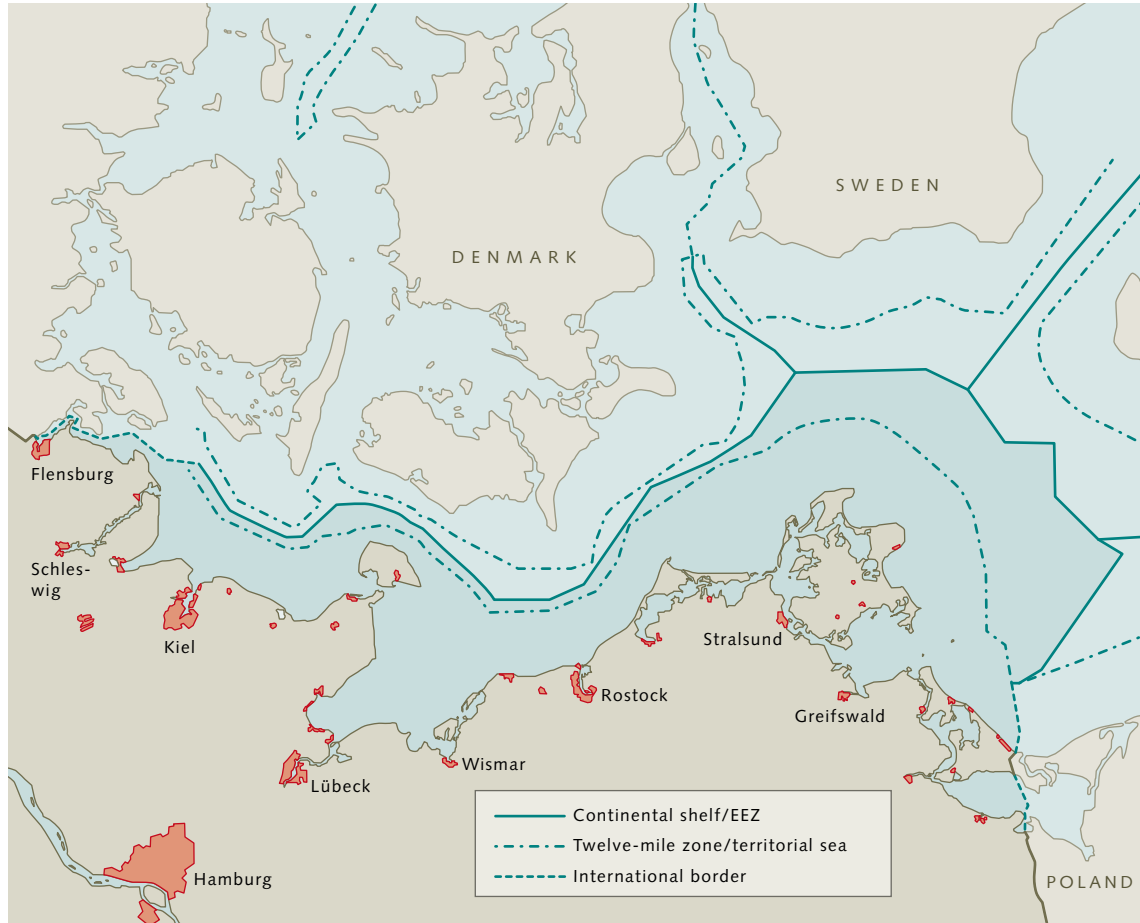 SWEDEN
DENMARK
Flensburg
Schles-
wig
Kiel
Stralsund
Rostock
Greifswald
Wismar
Lübeck
Continental shelf/EEZ
Twelve-mile zone/territorial sea
International border
Hamburg
POLAND